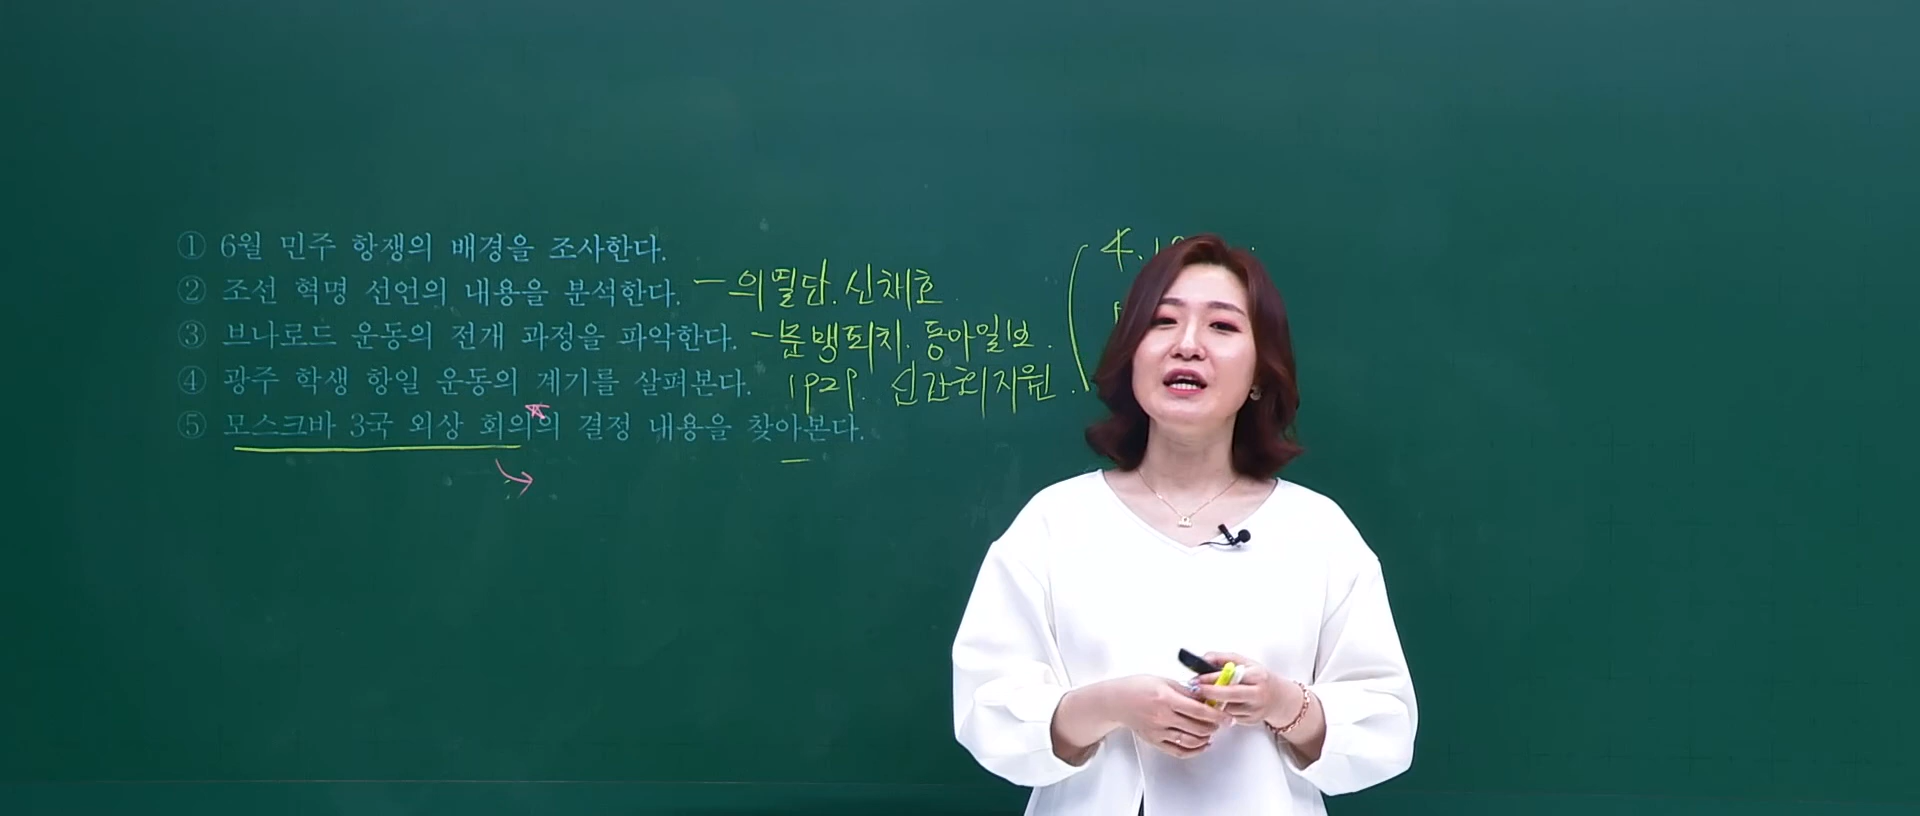 ① 6월 민주 항쟁의 배경을 조사한다.
② 조선 혁명 선언의 내용을 분석한다. - 의열단. 신채호
③ 브나로드 운동의 전개 과정을 파악한다. - 문맹퇴치. 동아일보.
④ 광주 학생 항일 운동의 계기를 살펴본다. 1929. 신간회지원.
⑤ 모스크바 3국 외상 회의의 결정 내용을 찾아본다.